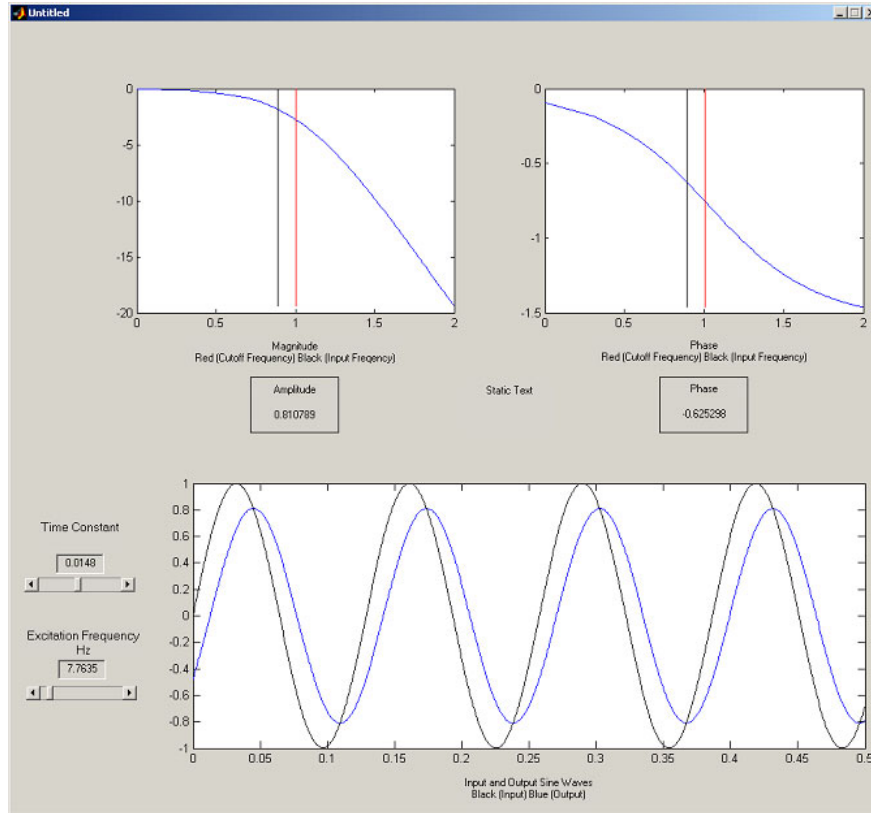 Untitled
0
-5
-10
-15
-20
0 0.5 1 1.5 2
Magnitude
Red (Cutoff Frequency) Black (Input Freqency)
0
-0.5
-1
-1.5
0 0.5 1 1.5 2
Phase
Red (Cutoff Frequency) Black (Input Frequency)
Amplitude
0.810789
Static Text
Phase
-0.625298
Time Constant
0.0148
Excitation Frequency
Hz
7.7635
1
0.8
0.6
0.4
0.2
0
-0.2
-0.4
-0.6
-0.8
-1
0 0.05 0.1 0.15 0.2 0.25 0.3 0.35 0.4 0.45 0.5
Input and Output Sine Waves
Black (Input) Blue (Output)